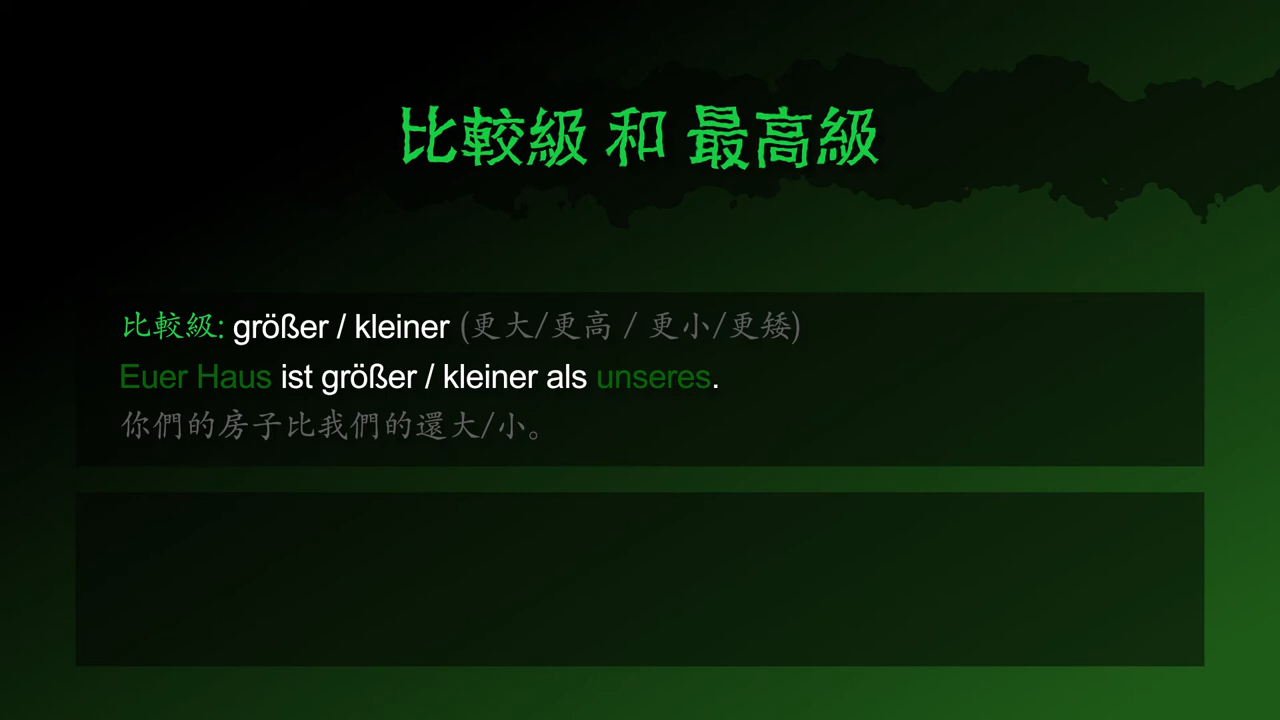 比較級 和 最高級
比較級: größer / kleiner (更大/更高 / 更小/更矮)
Euer Haus ist größer / kleiner als unseres.
你們的房子比我們的還大/小。